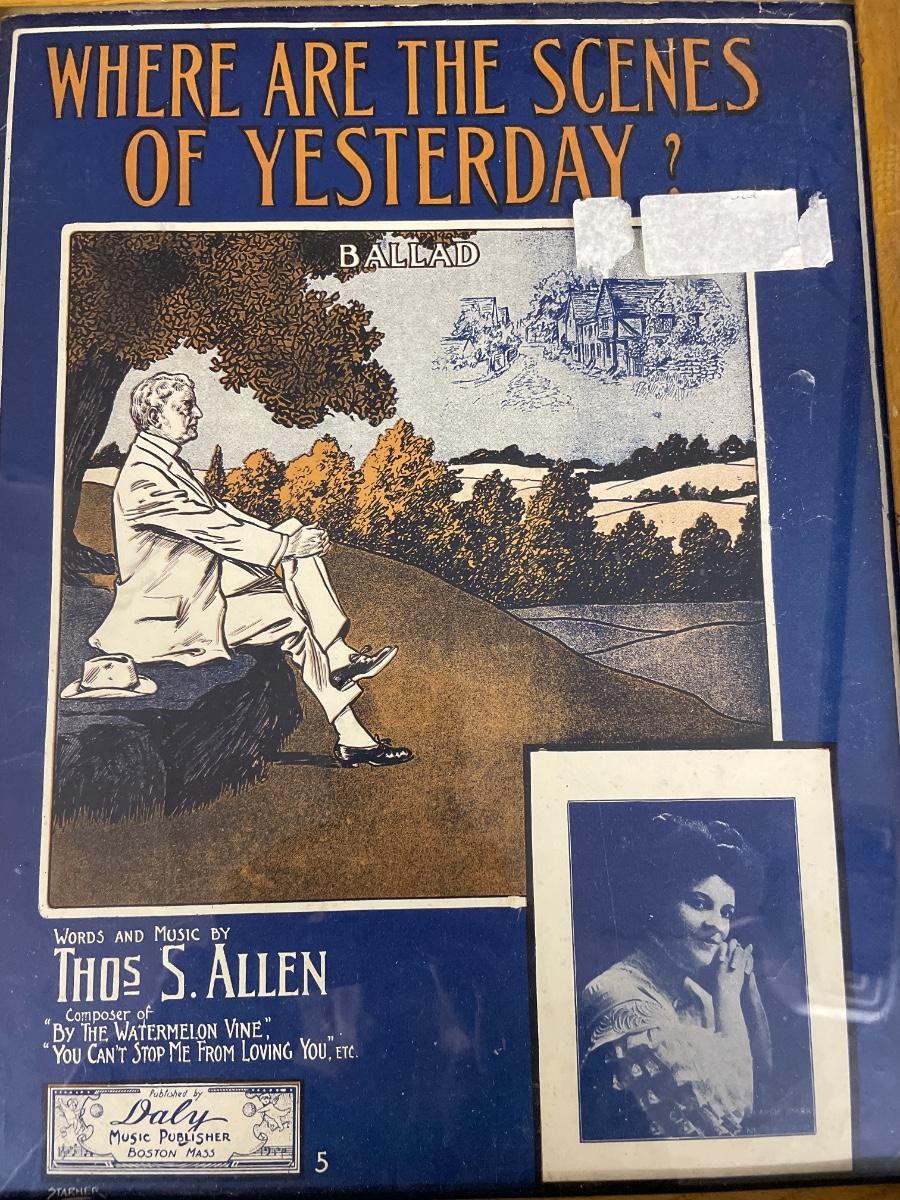 WHERE ARE THE SCENES
OF YESTERDAY ?
BALLAD
WORDS AND MUSIC BY
THOS S. ALLEN
Composer of
"BY THE WATERMELON VINE,"
"YOU CAN'T STOP ME FROM LOVING YOU," ETC.
Published by
Daly
MUSIC PUBLISHER
BOSTON MASS
5
STARMER